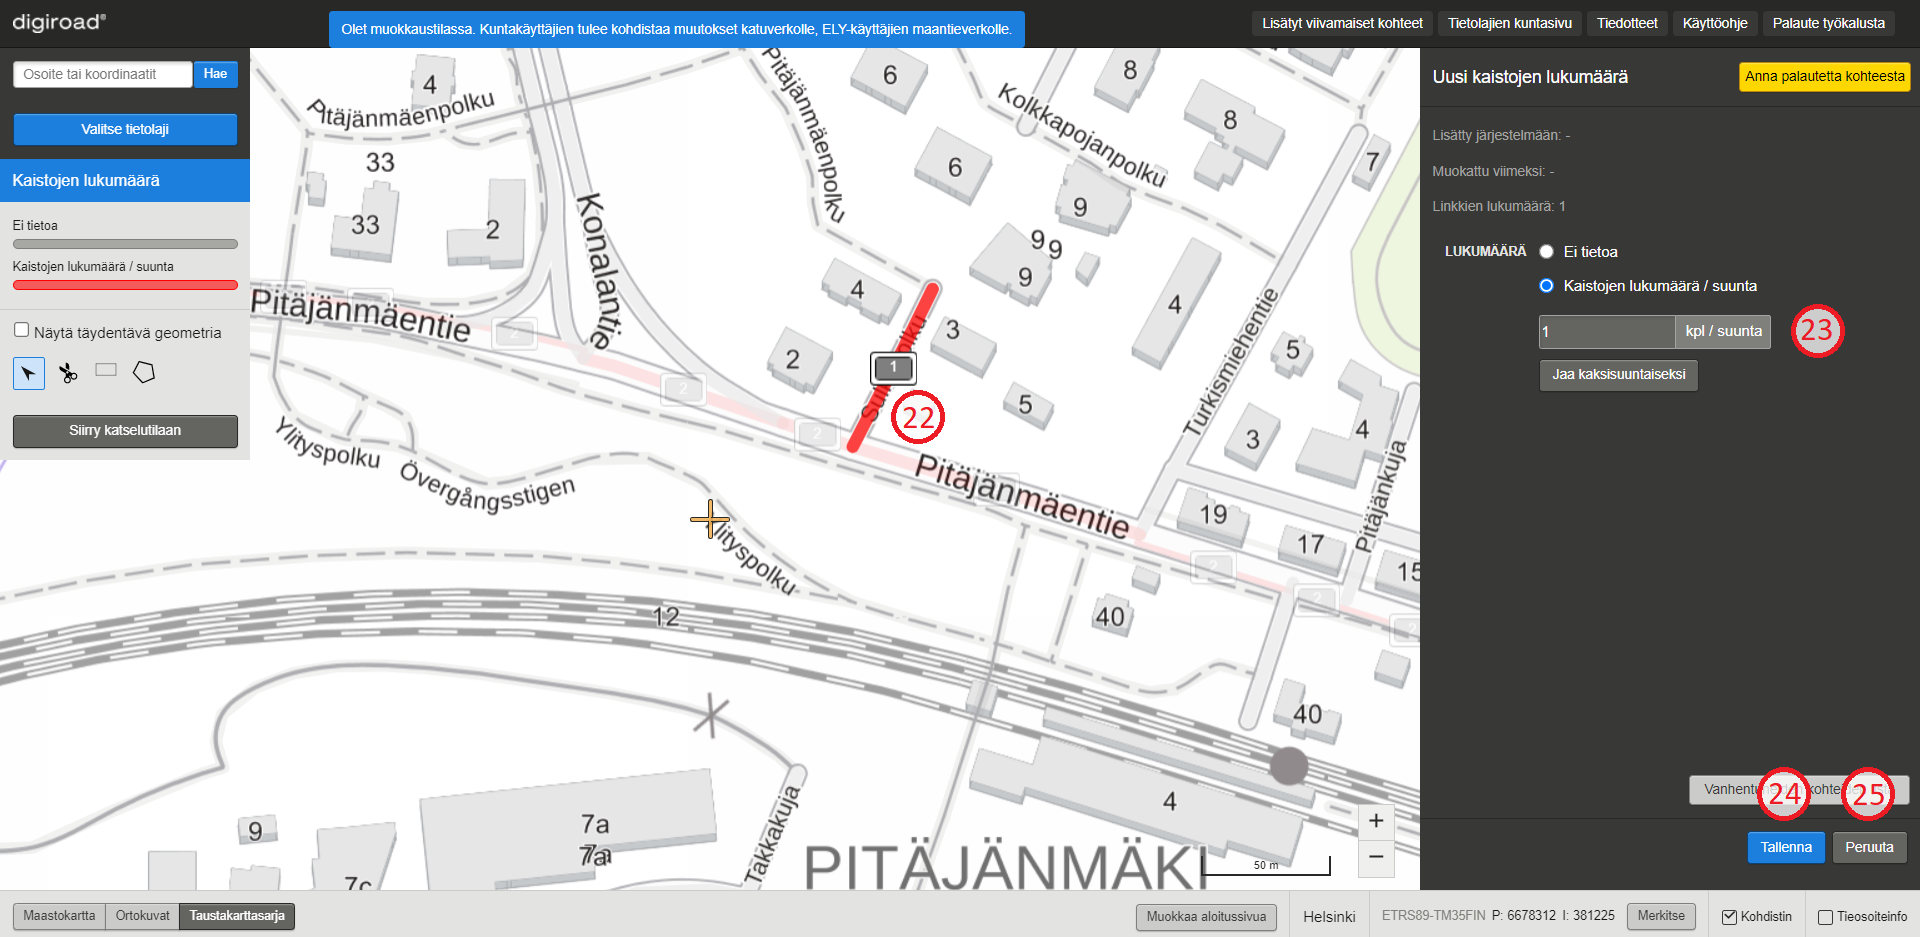 digiroad®
Olet muokkaustilassa. Kuntakäyttäjien tulee kohdistaa muutokset katuverkolle, ELY-käyttäjien maantieverkolle.
Lisätyt viivamaiset kohteet
Tietolajien kuntasivu
Tiedotteet
Käyttöohje
Palaute työkalusta
Osoite tai koordinaatit
Hae
Valitse tietolaji
Kaistojen lukumäärä
Ei tietoa
Kaistojen lukumäärä / suunta
Näytä täydentävä geometria
Siirry katselutilaan
4
Pitäjänmäenpolku
33
33
2
Konalantie
Pitäjänmäentie
2
2
2
Pitäjänmäenpolku
6
6
Kolkkapojanpolku
8
8
7
9
9
9
9
4
4
3
2
1
22
5
Turkismiehentie
5
3
4
Pitäjänkuja
Pitäjänmäentie
19
17
15
2
2
2
Ylityspolku
Övergångsstigen
Ylityspolku
12
40
40
4
9
7a
7a
7c
Takkakuja
PITÄJÄNMÄKI
50 m
+
−
Uusi kaistojen lukumäärä
Anna palautetta kohteesta
Lisätty järjestelmään: -
Muokattu viimeksi: -
Linkkien lukumäärä: 1
LUKUMÄÄRÄ
Ei tietoa
Kaistojen lukumäärä / suunta
1
kpl / suunta
23
Jaa kaksisuuntaiseksi
24
25
Tallenna
Peruuta
Maastokartta
Ortokuvat
Taustakarttasarja
Muokkaa aloitussivua
Helsinki
ETRS89-TM35FIN P: 6678312 I: 381225
Merkitse
Kohdistin
Tieosoiteinfo